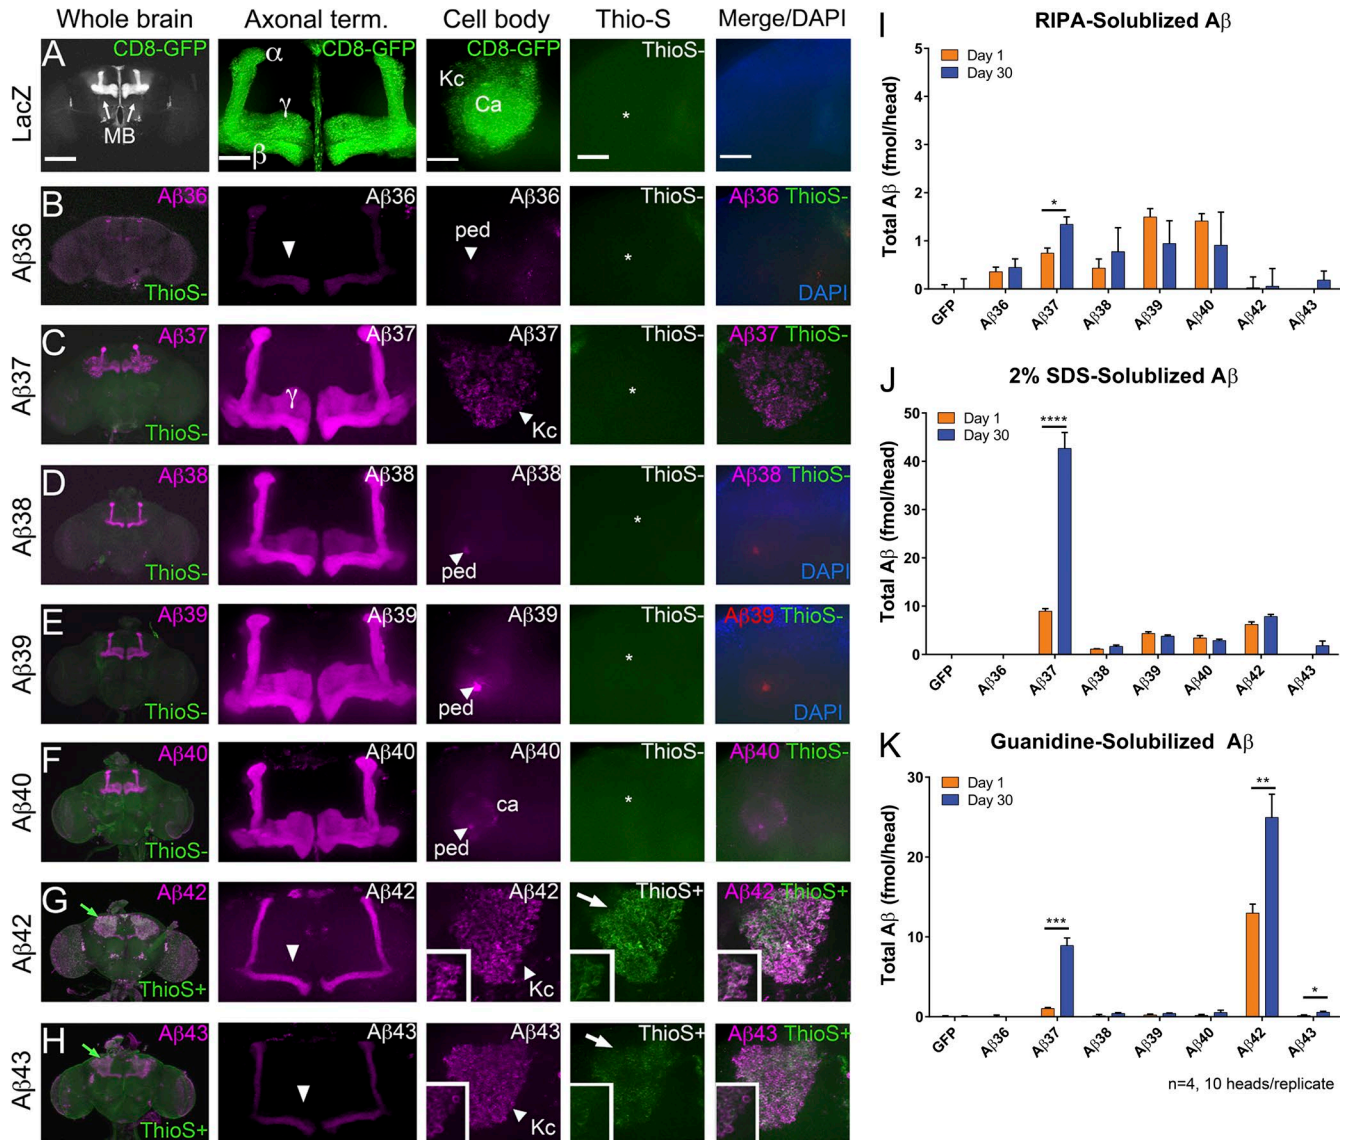 Whole brain Axonal term. Cell body Thio-S Merge/DAPI
LacZ
A CD8-GFP MB
CD8-GFP α γ β
CD8-GFP Kc Ca
ThioS- *
Aβ36
B Aβ36 ThioS-
Aβ36
Aβ36 ped
ThioS- *
Aβ36 ThioS- DAPI
Aβ37
C Aβ37 ThioS-
Aβ37 γ
Aβ37 Kc
ThioS- *
Aβ37 ThioS-
Aβ38
D Aβ38 ThioS-
Aβ38
Aβ38 ped
ThioS- *
Aβ38 ThioS- DAPI
Aβ39
E Aβ39 ThioS-
Aβ39
Aβ39 ped
ThioS- *
Aβ39 ThioS- DAPI
Aβ40
F Aβ40 ThioS-
Aβ40
Aβ40 ca ped
ThioS- *
Aβ40 ThioS-
Aβ42
G Aβ42 ThioS+
Aβ42
Aβ42 Kc
ThioS+
Aβ42 ThioS+
Aβ43
H Aβ43 ThioS+
Aβ43
Aβ43 Kc
ThioS+
Aβ43 ThioS+
I RIPA-Solublized Aβ
Total Aβ (fmol/head)
5
4
3
2
1
0
Day 1
Day 30
*
GFP Aβ36 Aβ37 Aβ38 Aβ39 Aβ40 Aβ42 Aβ43
J 2% SDS-Solublized Aβ
Total Aβ (fmol/head)
50
40
30
20
10
0
Day 1
Day 30
****
GFP Aβ36 Aβ37 Aβ38 Aβ39 Aβ40 Aβ42 Aβ43
K Guanidine-Solubilized Aβ
Total Aβ (fmol/head)
30
20
10
0
Day 1
Day 30
***
**
*
GFP Aβ36 Aβ37 Aβ38 Aβ39 Aβ40 Aβ42 Aβ43
n=4, 10 heads/replicate